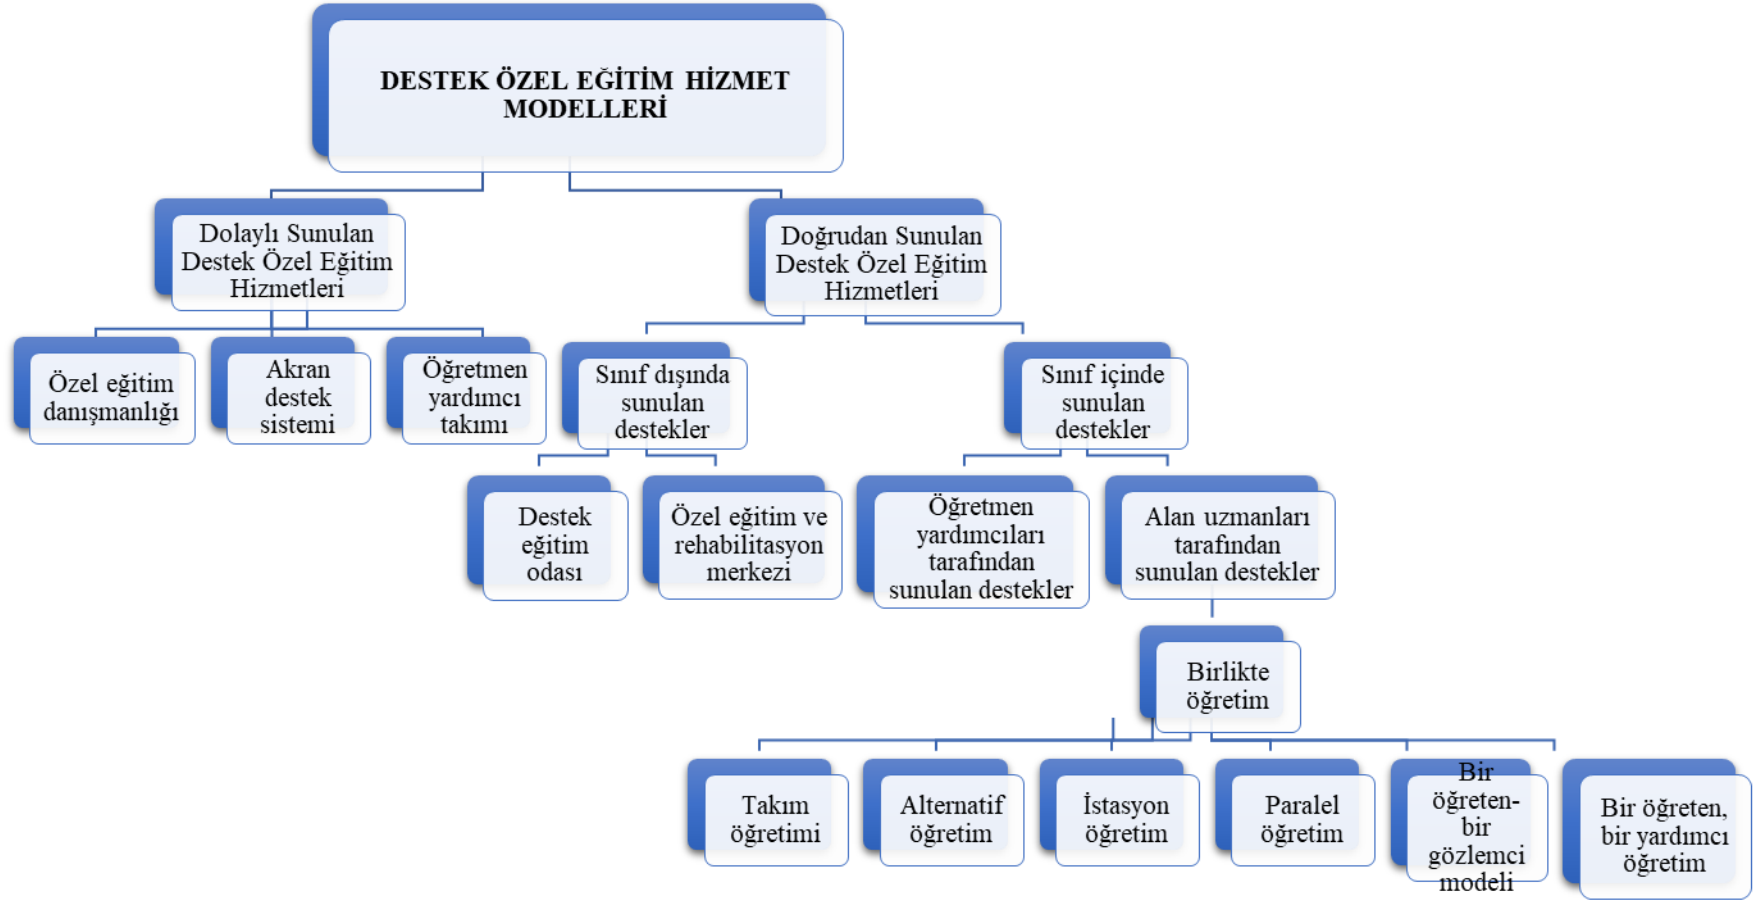 DESTEK ÖZEL EĞİTİM HİZMET
MODELLERİ
Dolaylı Sunulan
Destek Özel Eğitim
Hizmetleri
Doğrudan Sunulan
Destek Özel Eğitim
Hizmetleri
Özel eğitim
danışmanlığı
Akran
destek
sistemi
Öğretmen
yardımcı
takımı
Sınıf dışında
sunulan
destekler
Sınıf içinde
sunulan
destekler
Destek
eğitim
odası
Özel eğitim ve
rehabilitasyon
merkezi
Öğretmen
yardımcıları
tarafından
sunulan destekler
Alan uzmanları
tarafından
sunulan destekler
Birlikte
öğretim
Takım
öğretimi
Alternatif
öğretim
İstasyon
öğretim
Paralel
öğretim
Bir
öğreten-
bir
gözlemci
modeli
Bir öğreten,
bir yardımcı
öğretim